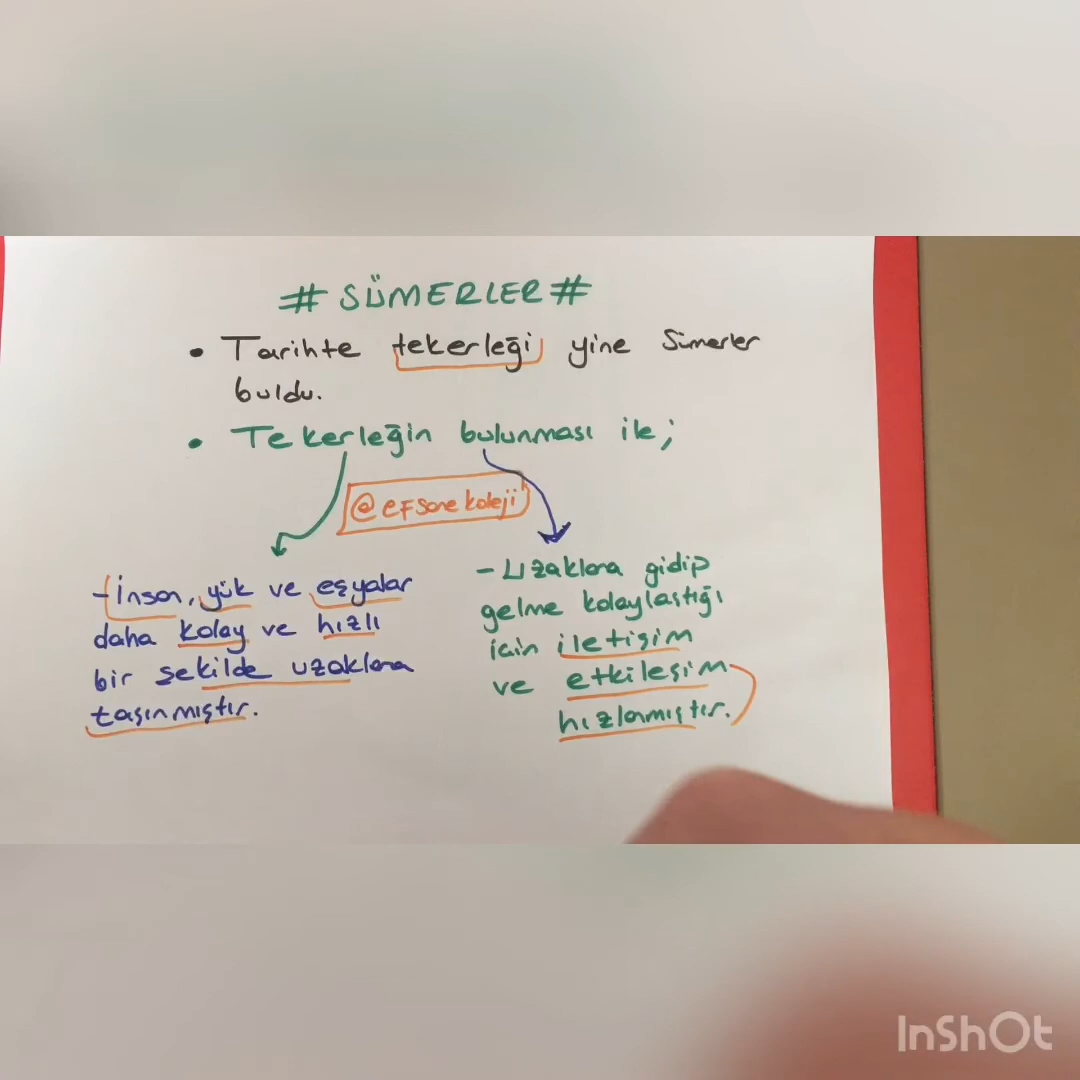 # SÜMERLER #
• Tarihte tekerleği yine Sümerler
buldu.
• Tekerleğin bulunması ile;
@efsane koleji
- İnsan, yük ve eşyalar
daha kolay ve hızlı
bir şekilde uzaklara
taşınmıştır.
- Uzaklara gidip
gelme kolaylaştığı
için iletişim
ve etkileşim
hızlanmıştır.
InShOt